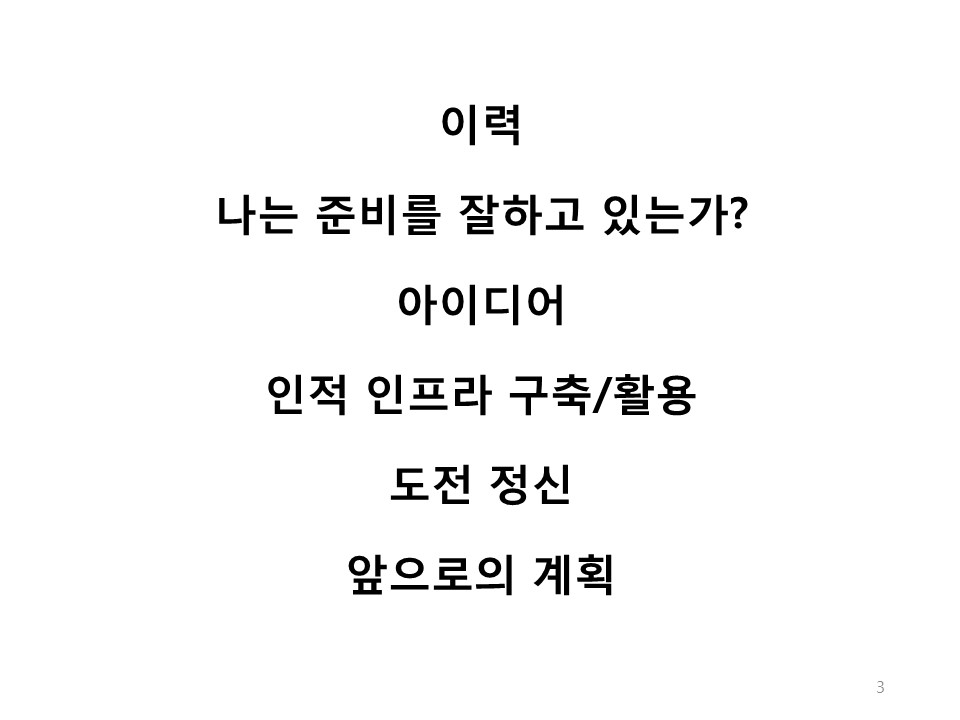 이력
나는 준비를 잘하고 있는가?
아이디어
인적 인프라 구축/활용
도전 정신
앞으로의 계획
3